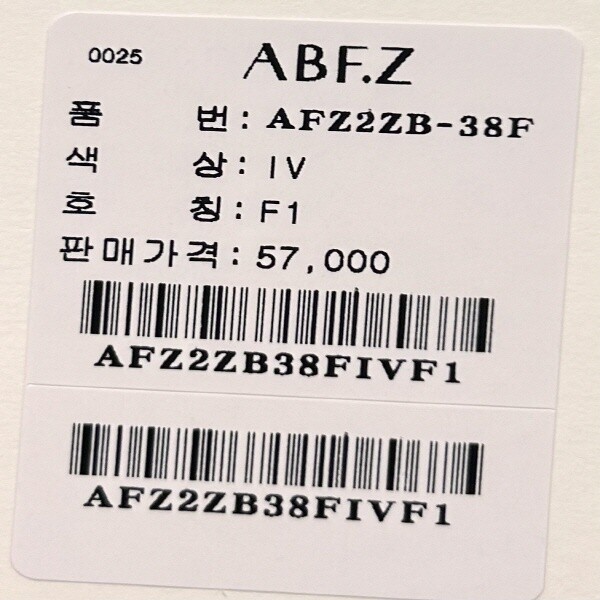 0025 ABF.Z
품 번 : AFZ2ZB-38F
색 상 : IV
호 칭 : F1
판매가격 : 57,000
AFZ2ZB38FIVF1
AFZ2ZB38FIVF1